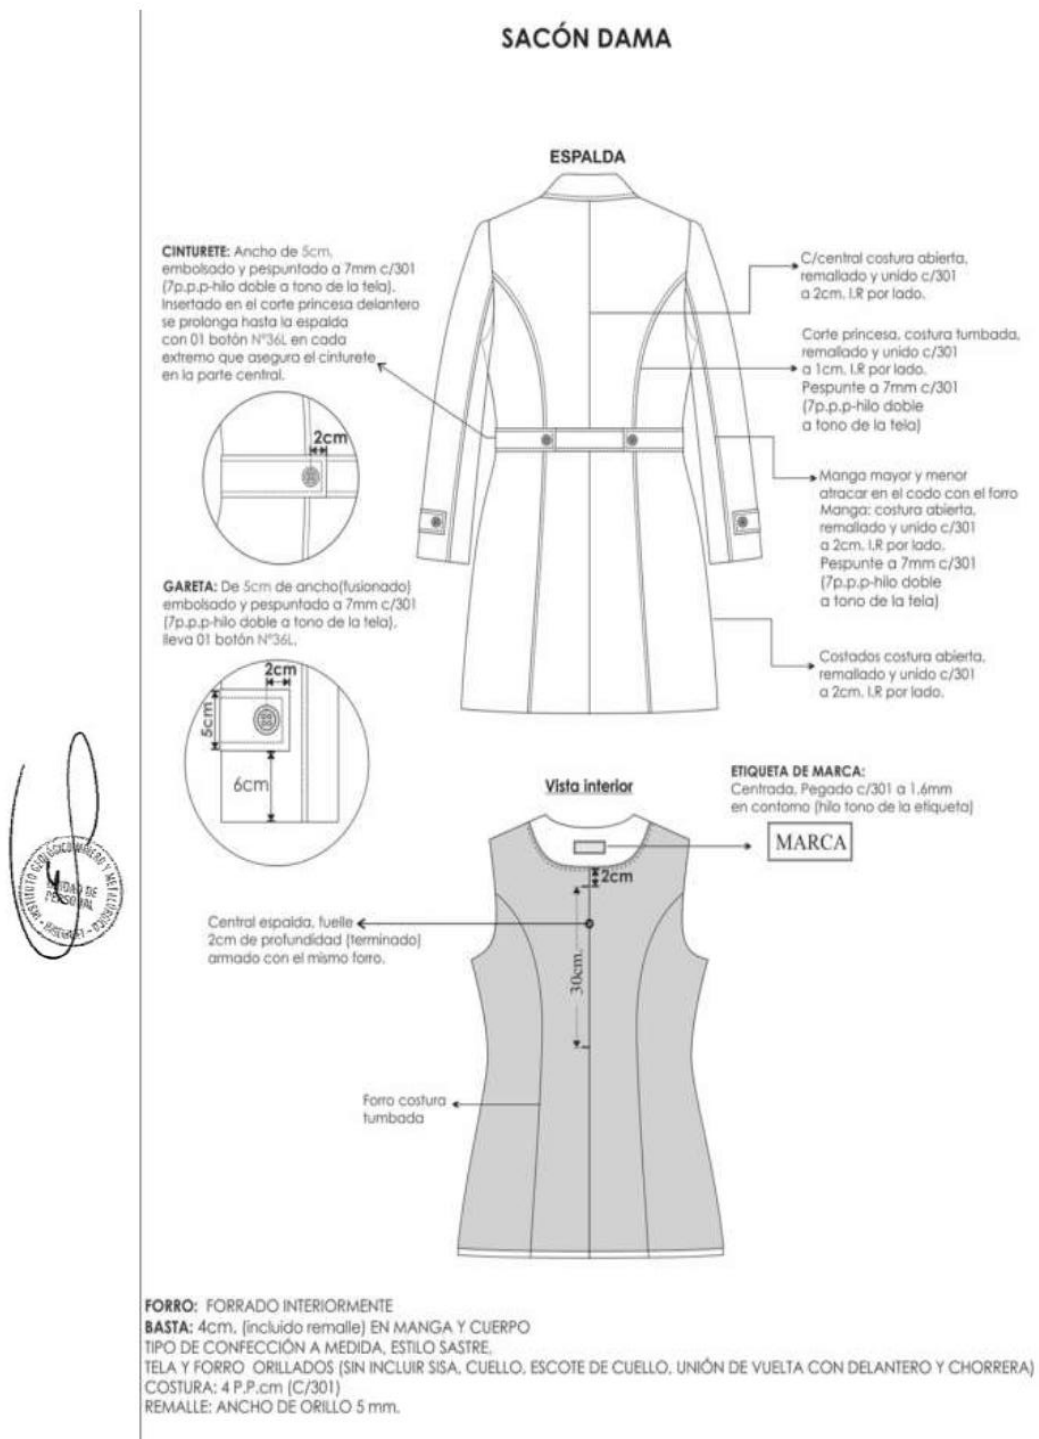 SACÓN DAMA
ESPALDA
CINTURETE: Ancho de 5cm,
embolsado y pespuntado a 7mm c/301
(7p.p.p-hilo doble a tono de la tela).
Insertado en el corte princesa delantero
se prolonga hasta la espalda
con 01 botón N°36L en cada
extremo que asegura el cinturete
en la parte central.
2cm
GARETA: De 5cm de ancho(fusionado)
embolsado y pespuntado a 7mm c/301
(7p.p.p-hilo doble a tono de la tela),
lleva 01 botón N°36L.
2cm
5cm
6cm
C/central costura abierta,
remallado y unido c/301
a 2cm. I.R por lado.
Corte princesa, costura tumbada,
remallado y unido c/301
a 1cm. I.R por lado.
Pespunte a 7mm c/301
(7p.p.p-hilo doble
a tono de la tela)
Manga mayor y menor
atracar en el codo con el forro
Manga: costura abierta,
remallado y unido c/301
a 2cm. I.R por lado.
Pespunte a 7mm c/301
(7p.p.p-hilo doble
a tono de la tela)
Costados costura abierta,
remallado y unido c/301
a 2cm. I.R por lado.
Vista interior
ETIQUETA DE MARCA:
Centrada, Pegado c/301 a 1.6mm
en contorno (hilo tono de la etiqueta)
MARCA
2cm
30cm.
Central espalda, fuelle
2cm de profundidad (terminado)
armado con el mismo forro.
Forro costura
tumbada
INSTITUTO GEOLÓGICO MINERO Y METALÚRGICO
UNIDAD DE
PERSONAL
FORRO: FORRADO INTERIORMENTE
BASTA: 4cm. (incluido remalle) EN MANGA Y CUERPO
TIPO DE CONFECCIÓN A MEDIDA, ESTILO SASTRE,
TELA Y FORRO ORILLADOS (SIN INCLUIR SISA, CUELLO, ESCOTE DE CUELLO, UNIÓN DE VUELTA CON DELANTERO Y CHORRERA)
COSTURA: 4 P.P.cm (C/301)
REMALLE: ANCHO DE ORILLO 5 mm.